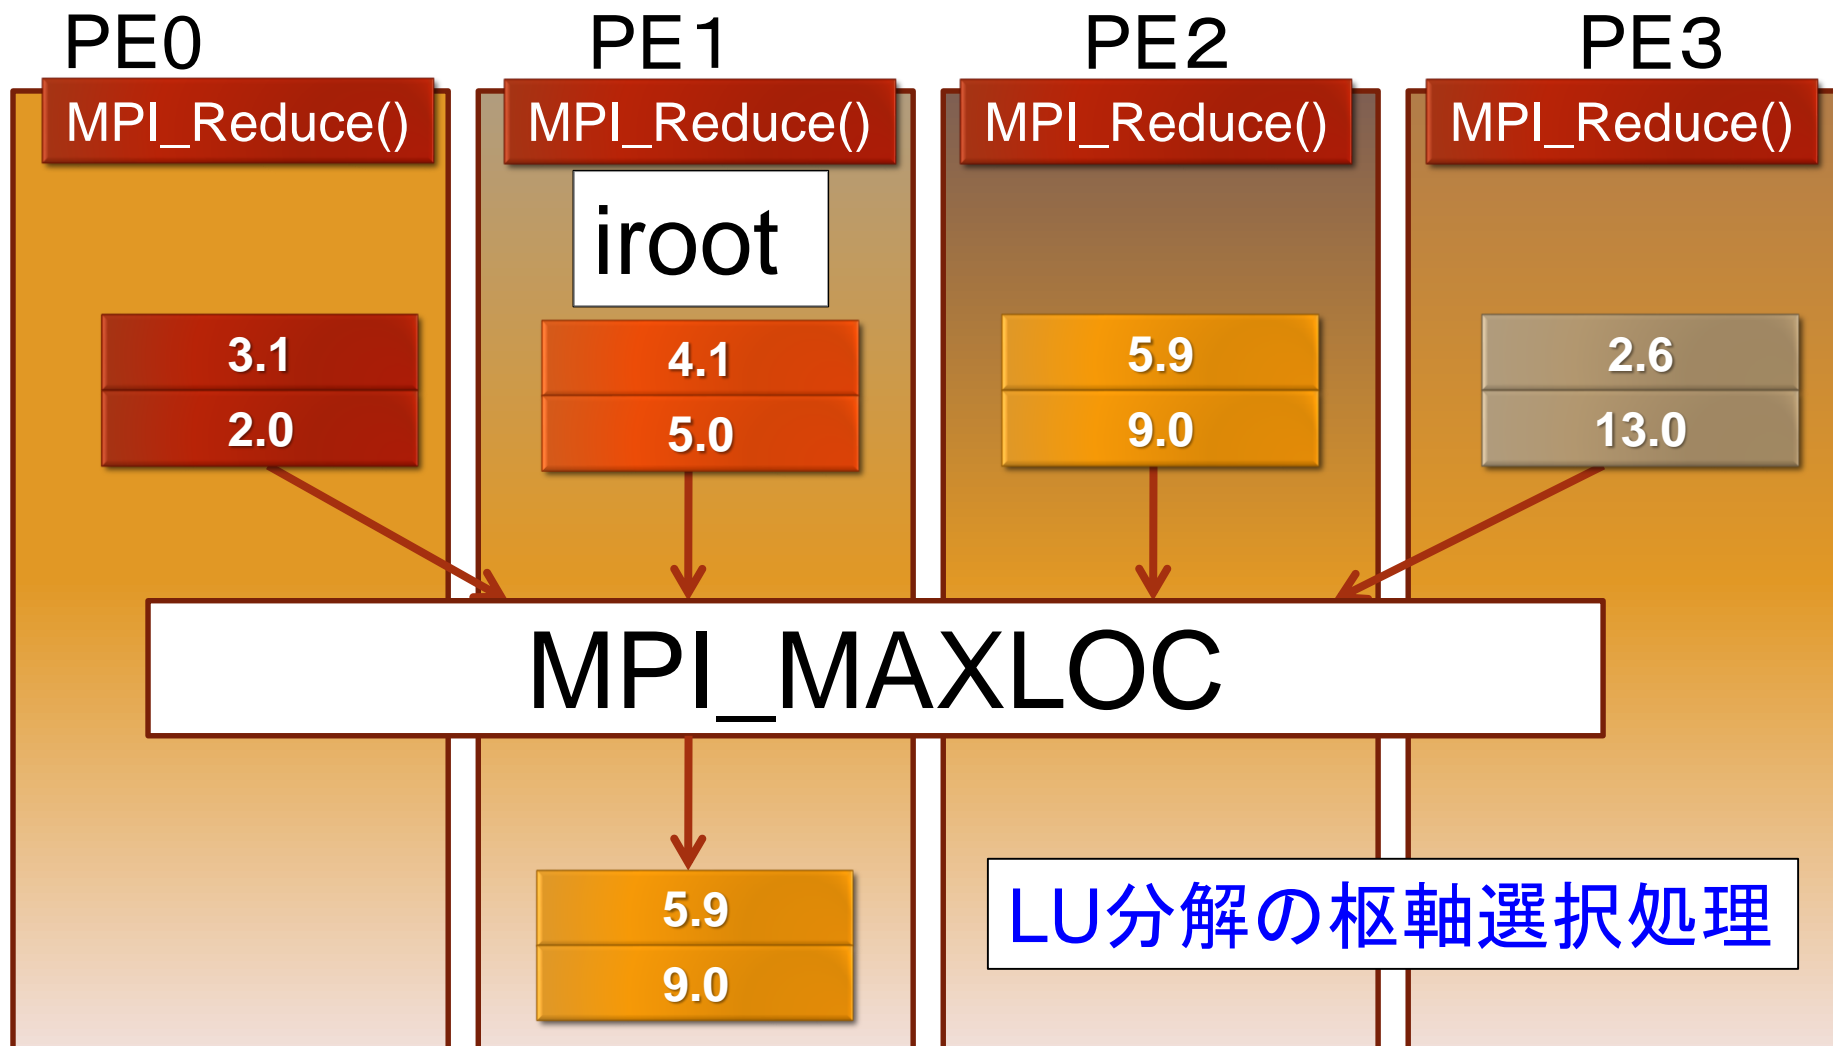 PE0
PE1
PE2
PE3
MPI_Reduce()
MPI_Reduce()
MPI_Reduce()
MPI_Reduce()
iroot
3.1
2.0
4.1
5.0
5.9
9.0
2.6
13.0
MPI_MAXLOC
5.9
9.0
LU分解の枢軸選択処理